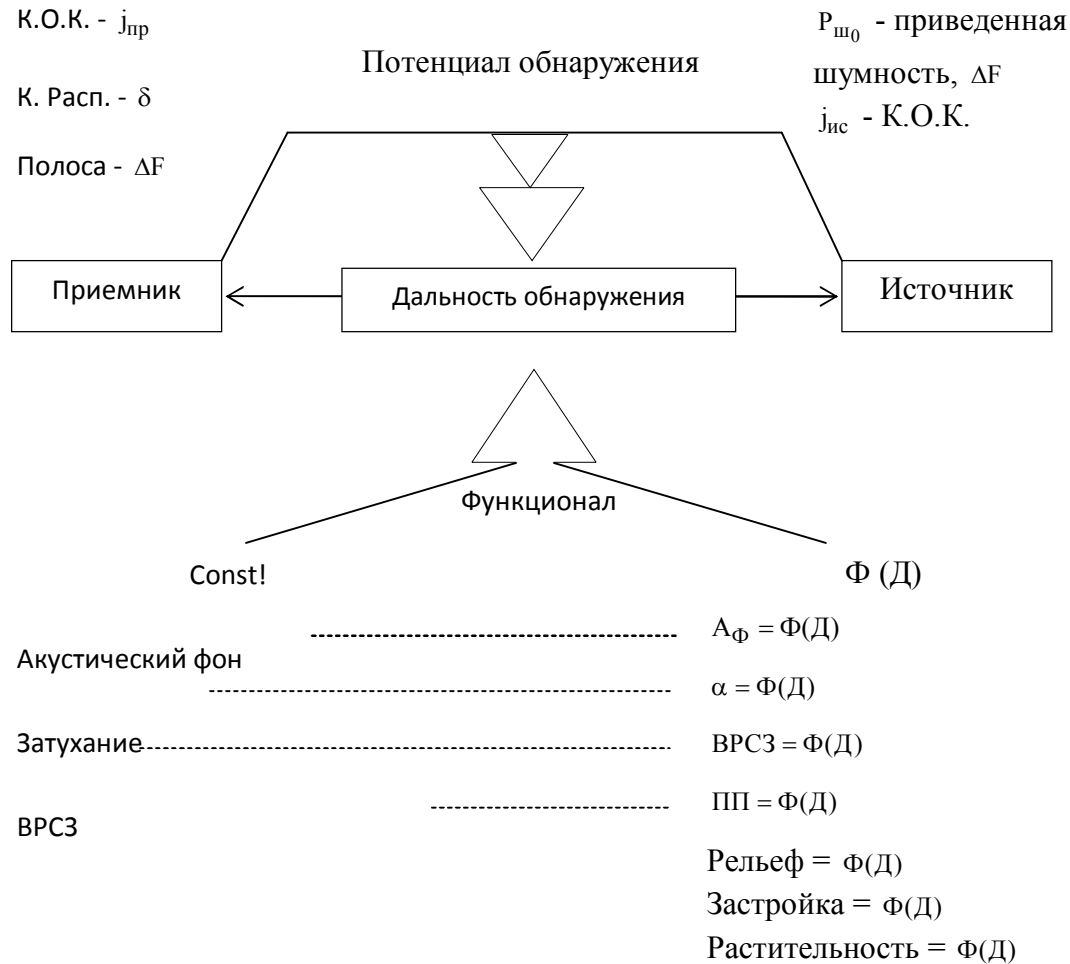 К.О.К. - jпр
К. Расп. - δ
Полоса - ΔF
Потенциал обнаружения
Pш0 - приведенная
шумность, ΔF
jис - К.О.К.
Приемник
Дальность обнаружения
Источник
Функционал
Const!
Ф (Д)
Акустический фон
AФ = Ф(Д)
α = Ф(Д)
Затухание
ВРСЗ = Ф(Д)
ВРСЗ
ПП = Ф(Д)
Рельеф = Ф(Д)
Застройка = Ф(Д)
Растительность = Ф(Д)